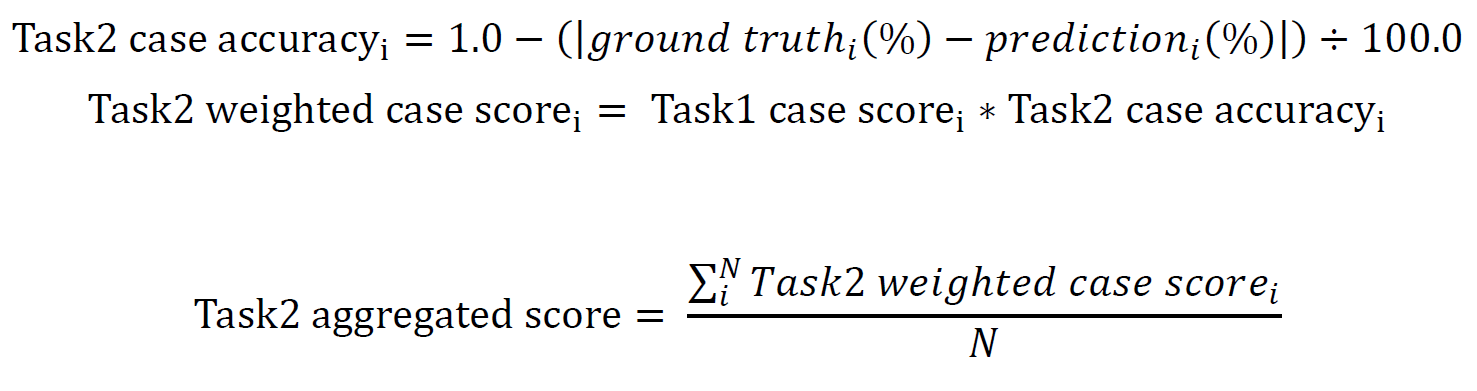 Task2 case accuracyᵢ = 1.0 − (|ground truthᵢ(%) − predictionᵢ(%)|) ÷ 100.0
Task2 weighted case scoreᵢ = Task1 case scoreᵢ ∗ Task2 case accuracyᵢ
∑ᵢᴺ Task2 weighted case scoreᵢ
Task2 aggregated score =
N